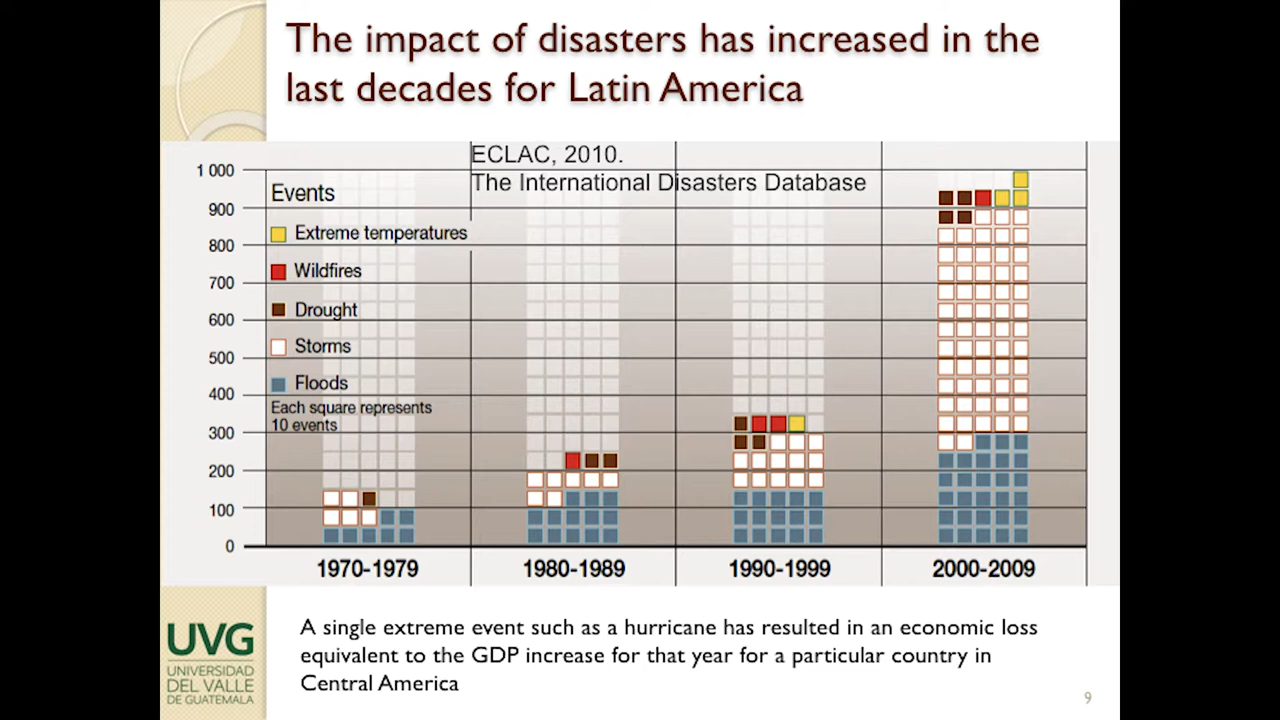 The impact of disasters has increased in the
last decades for Latin America
ECLAC, 2010.
The International Disasters Database
1 000
900
800
700
600
500
400
300
200
100
0
Events
Extreme temperatures
Wildfires
Drought
Storms
Floods
Each square represents
10 events
1970-1979
1980-1989
1990-1999
2000-2009
A single extreme event such as a hurricane has resulted in an economic loss
equivalent to the GDP increase for that year for a particular country in
Central America
UVG
UNIVERSIDAD
DEL VALLE
DE GUATEMALA
9